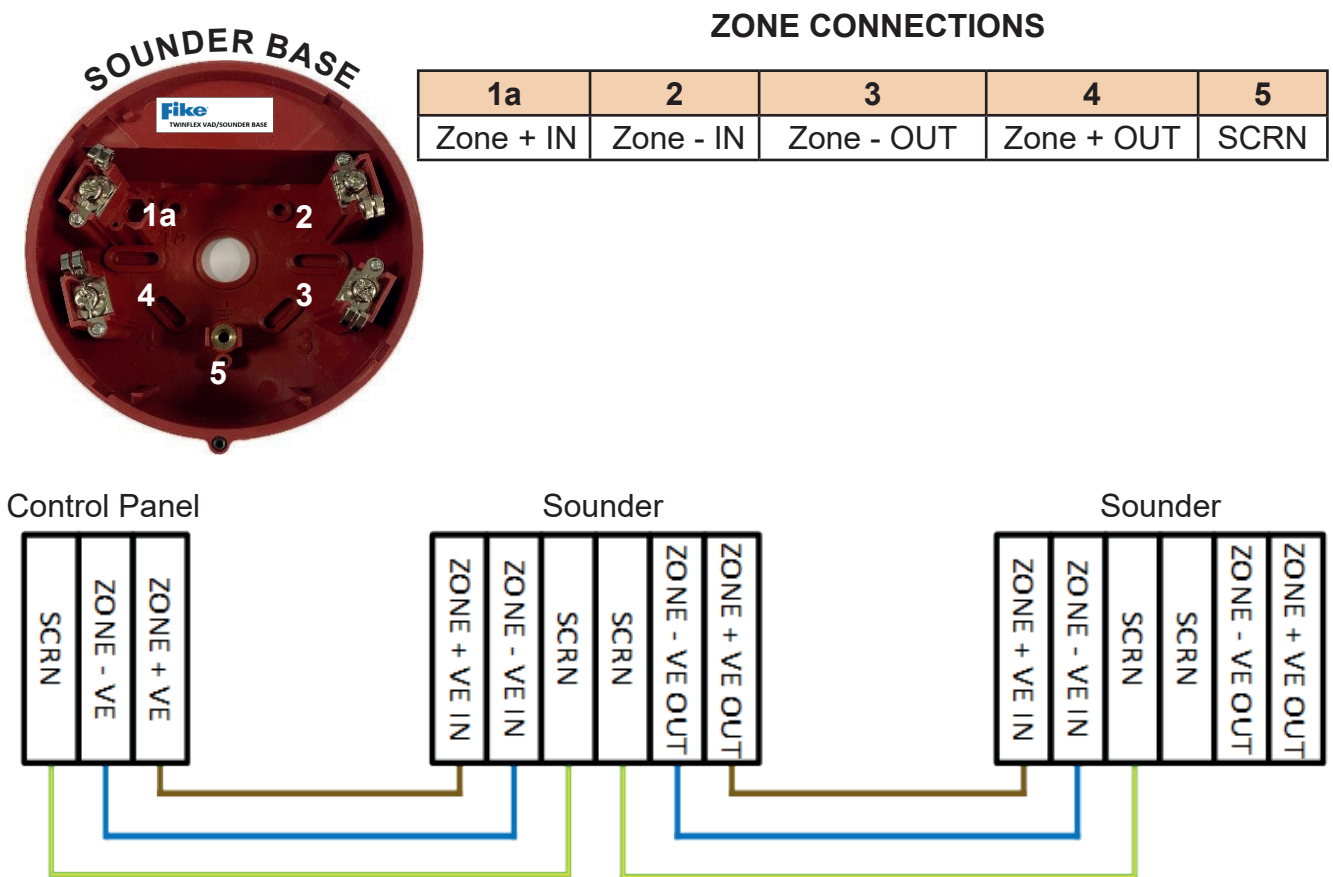 ZONE CONNECTIONS
SOUNDER BASE
Fike
TWINFLEX VAD/SOUNDER BASE
1a 2 3 4 5
Zone + IN Zone - IN Zone - OUT Zone + OUT SCRN
1a
2
4
3
5
Control Panel
Sounder
Sounder
SCRN
ZONE - VE
ZONE + VE
ZONE + VE IN
ZONE - VE IN
SCRN
SCRN
ZONE - VE OUT
ZONE + VE OUT
ZONE + VE IN
ZONE - VE IN
SCRN
SCRN
ZONE - VE OUT
ZONE + VE OUT